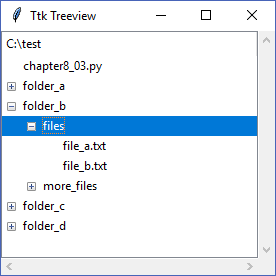 Ttk Treeview
C:\test
chapter8_03.py
folder_a
folder_b
files
file_a.txt
file_b.txt
more_files
folder_c
folder_d